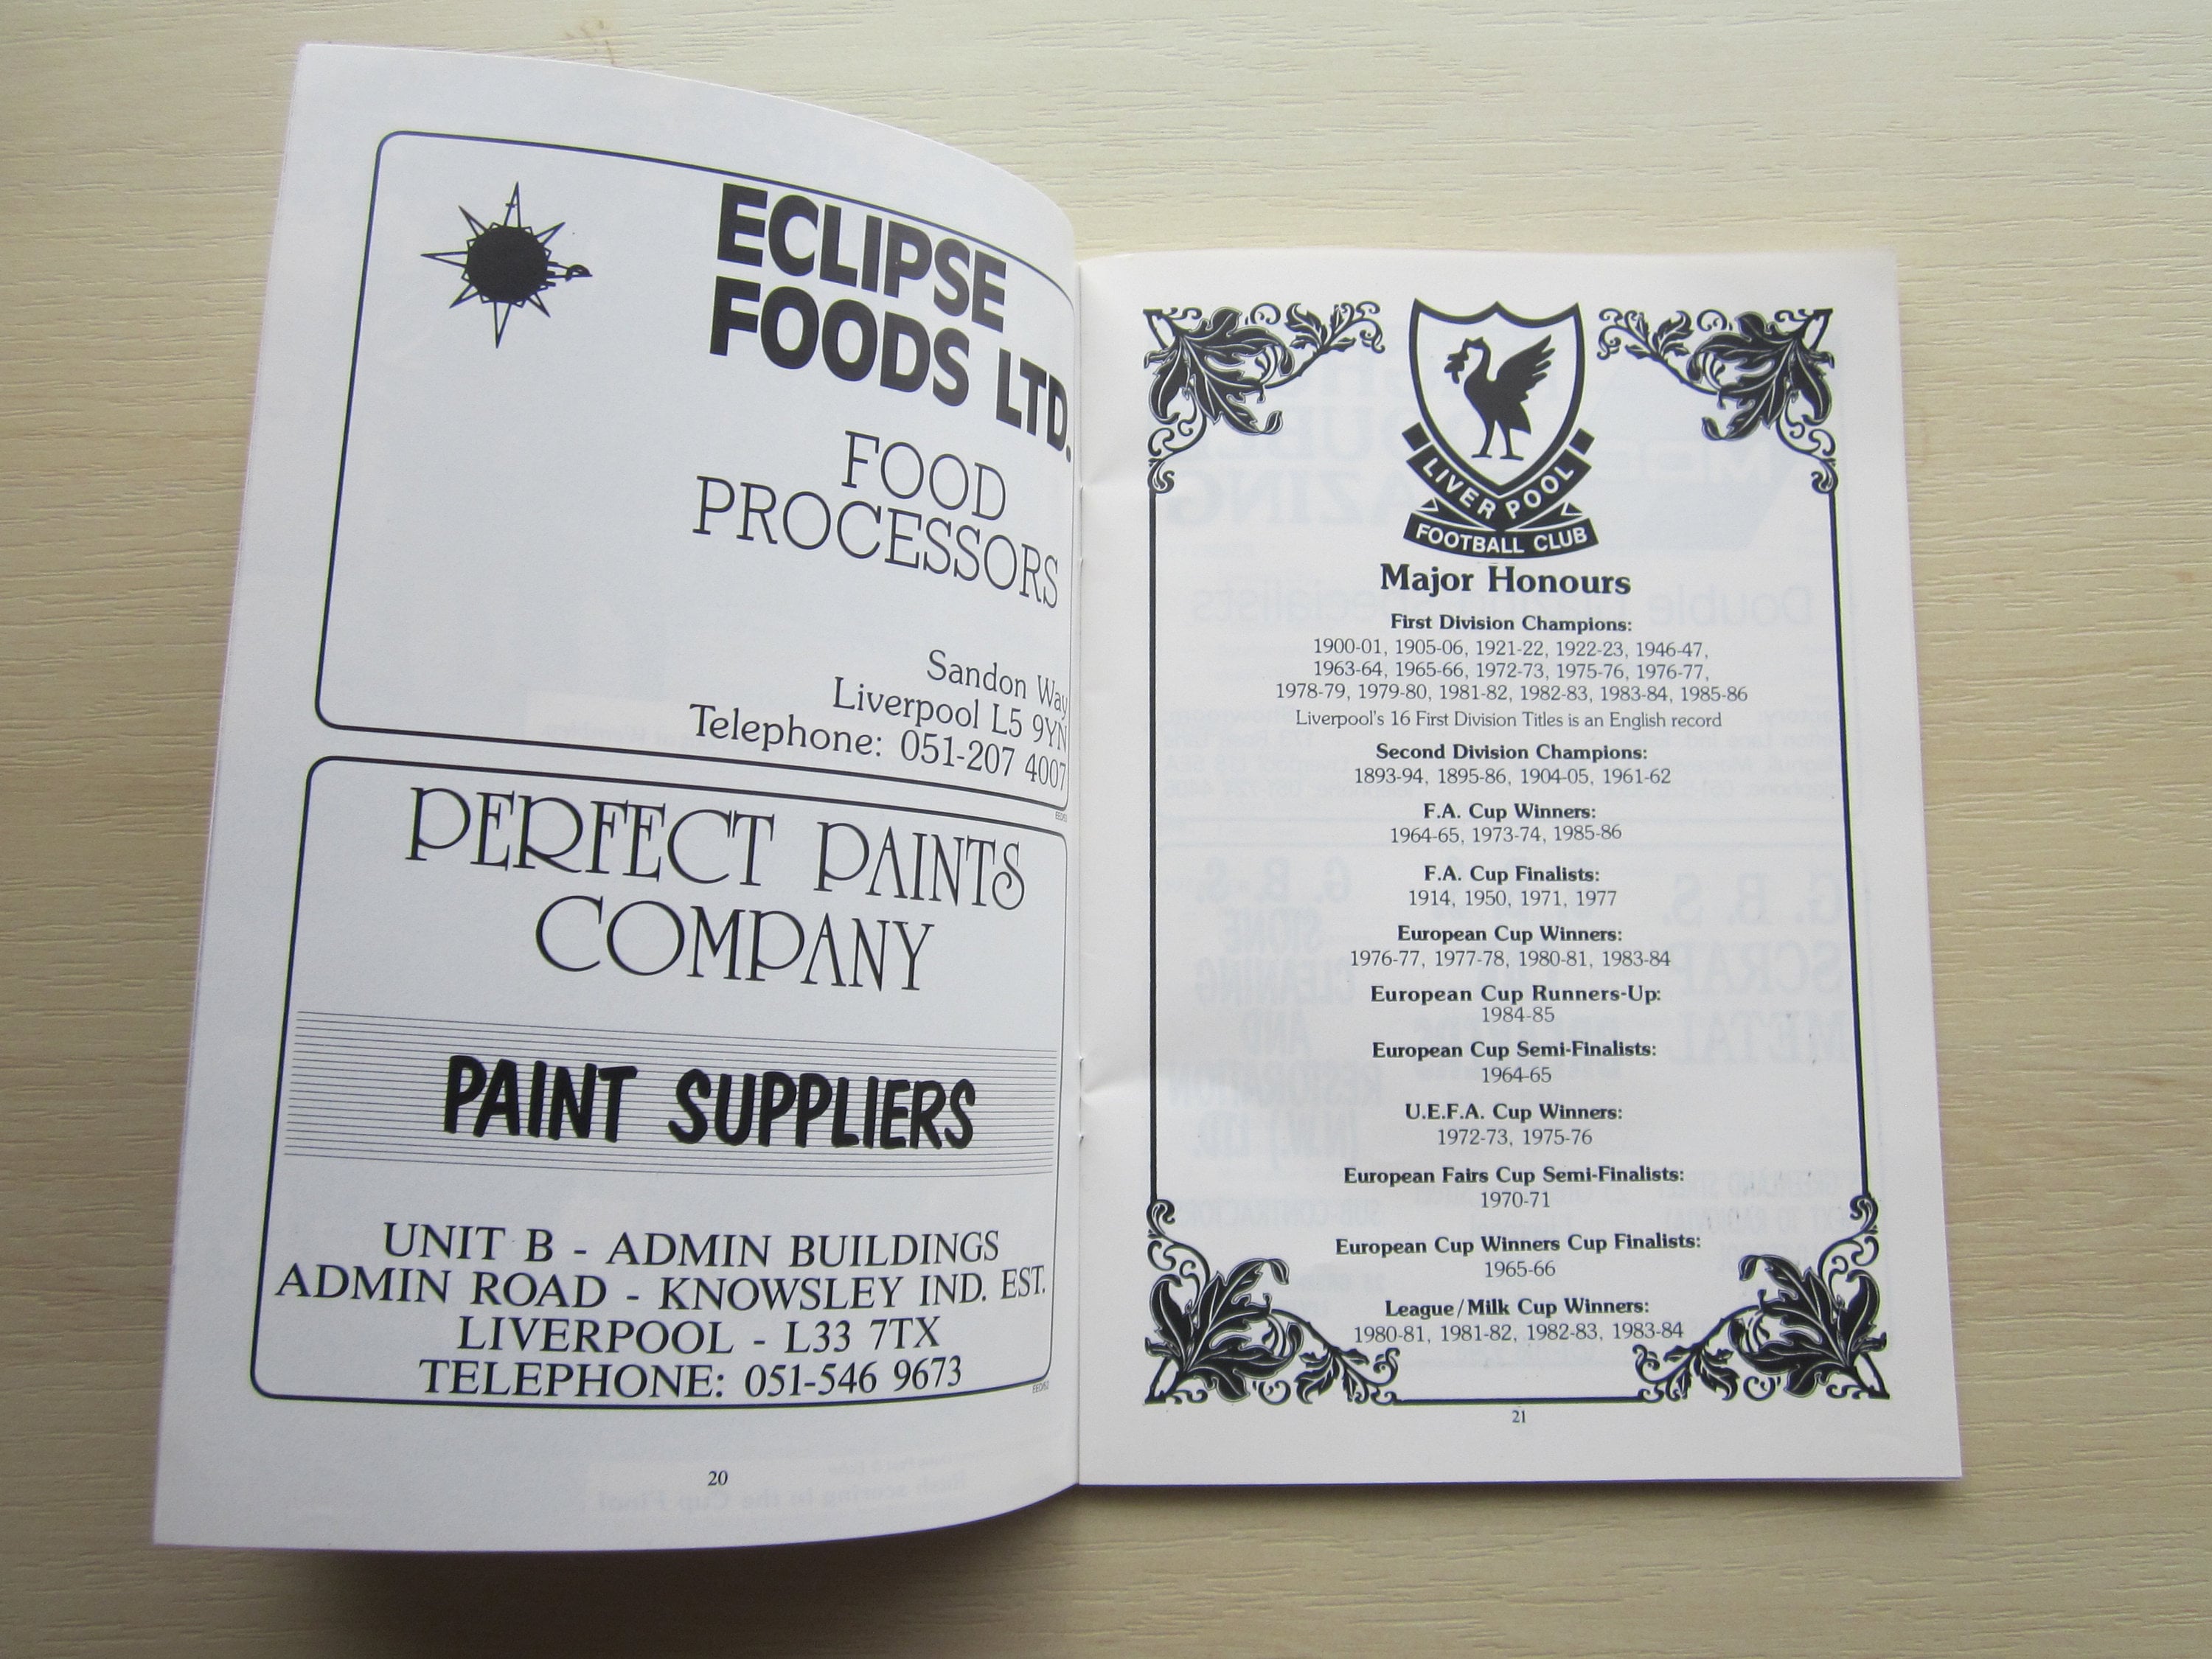 ECLIPSE
FOODS LTD.
FOOD
PROCESSORS
Sandon Way
Liverpool L5 9YN
Telephone: 051-207 4007
PERFECT PAINTS
COMPANY
PAINT SUPPLIERS
UNIT B - ADMIN BUILDINGS
ADMIN ROAD - KNOWSLEY IND. EST.
LIVERPOOL - L33 7TX
TELEPHONE: 051-546 9673
20
LIVERPOOL
FOOTBALL CLUB
Major Honours
First Division Champions:
1900-01, 1905-06, 1921-22, 1922-23, 1946-47,
1963-64, 1965-66, 1972-73, 1975-76, 1976-77,
1978-79, 1979-80, 1981-82, 1982-83, 1983-84, 1985-86
Liverpool's 16 First Division Titles is an English record
Second Division Champions:
1893-94, 1895-86, 1904-05, 1961-62
F.A. Cup Winners:
1964-65, 1973-74, 1985-86
F.A. Cup Finalists:
1914, 1950, 1971, 1977
European Cup Winners:
1976-77, 1977-78, 1980-81, 1983-84
European Cup Runners-Up:
1984-85
European Cup Semi-Finalists:
1964-65
U.E.F.A. Cup Winners:
1972-73, 1975-76
European Fairs Cup Semi-Finalists:
1970-71
European Cup Winners Cup Finalists:
1965-66
League/Milk Cup Winners:
1980-81, 1981-82, 1982-83, 1983-84
21